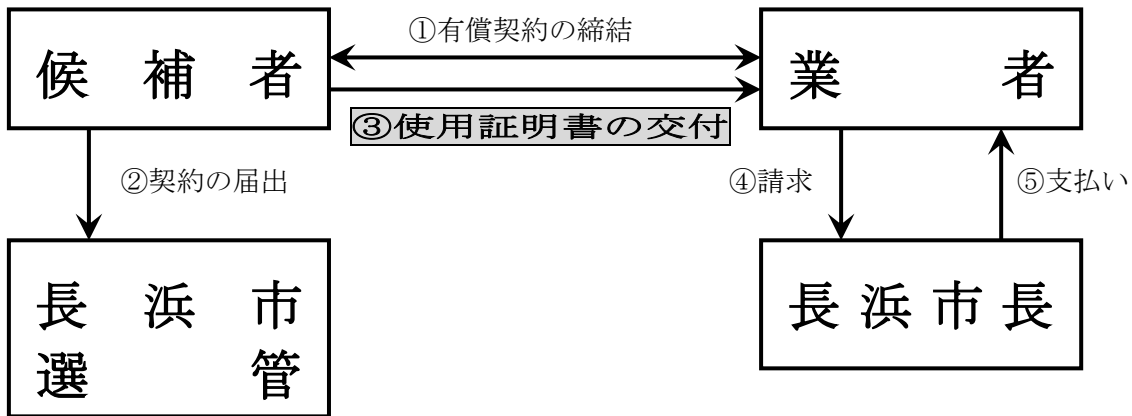 ①有償契約の締結
候補者
業者
③使用証明書の交付
②契約の届出
④請求
⑤支払い
長浜市
選管
長浜市長